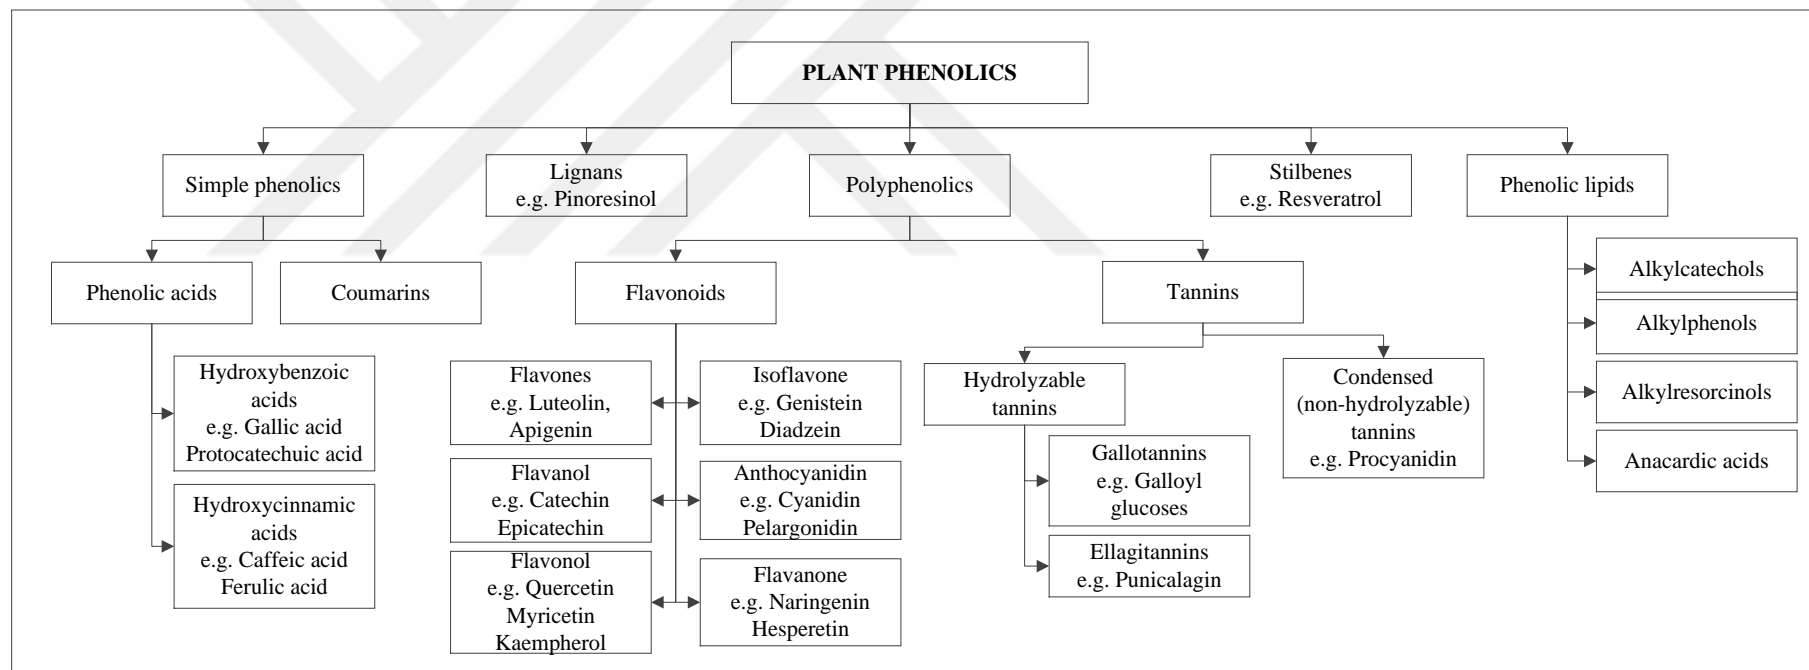 PLANT PHENOLICS
Simple phenolics
Lignans
e.g. Pinoresinol
Polyphenolics
Stilbenes
e.g. Resveratrol
Phenolic lipids
Phenolic acids
Coumarins
Flavonoids
Tannins
Alkylcatechols
Alkylphenols
Alkylresorcinols
Anacardic acids
Hydroxybenzoic
acids
e.g. Gallic acid
Protocatechuic acid
Hydroxycinnamic
acids
e.g. Caffeic acid
Ferulic acid
Flavones
e.g. Luteolin,
Apigenin
Isoflavone
e.g. Genistein
Diadzein
Flavanol
e.g. Catechin
Epicatechin
Anthocyanidin
e.g. Cyanidin
Pelargonidin
Flavonol
e.g. Quercetin
Myricetin
Kaempherol
Flavanone
e.g. Naringenin
Hesperetin
Hydrolyzable
tannins
Condensed
(non-hydrolyzable)
tannins
e.g. Procyanidin
Gallotannins
e.g. Galloyl
glucoses
Ellagitannins
e.g. Punicalagin